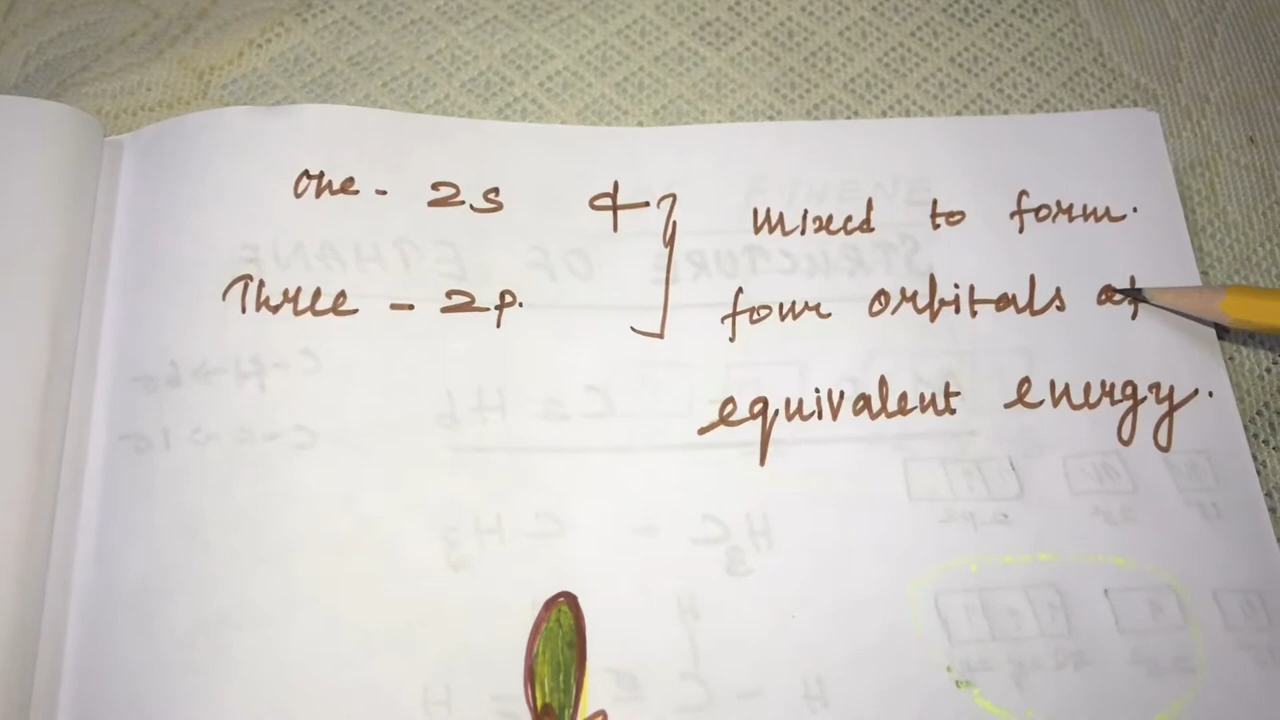 One - 2s &
Three - 2p.
mixed to form.
four orbitals of
equivalent energy.